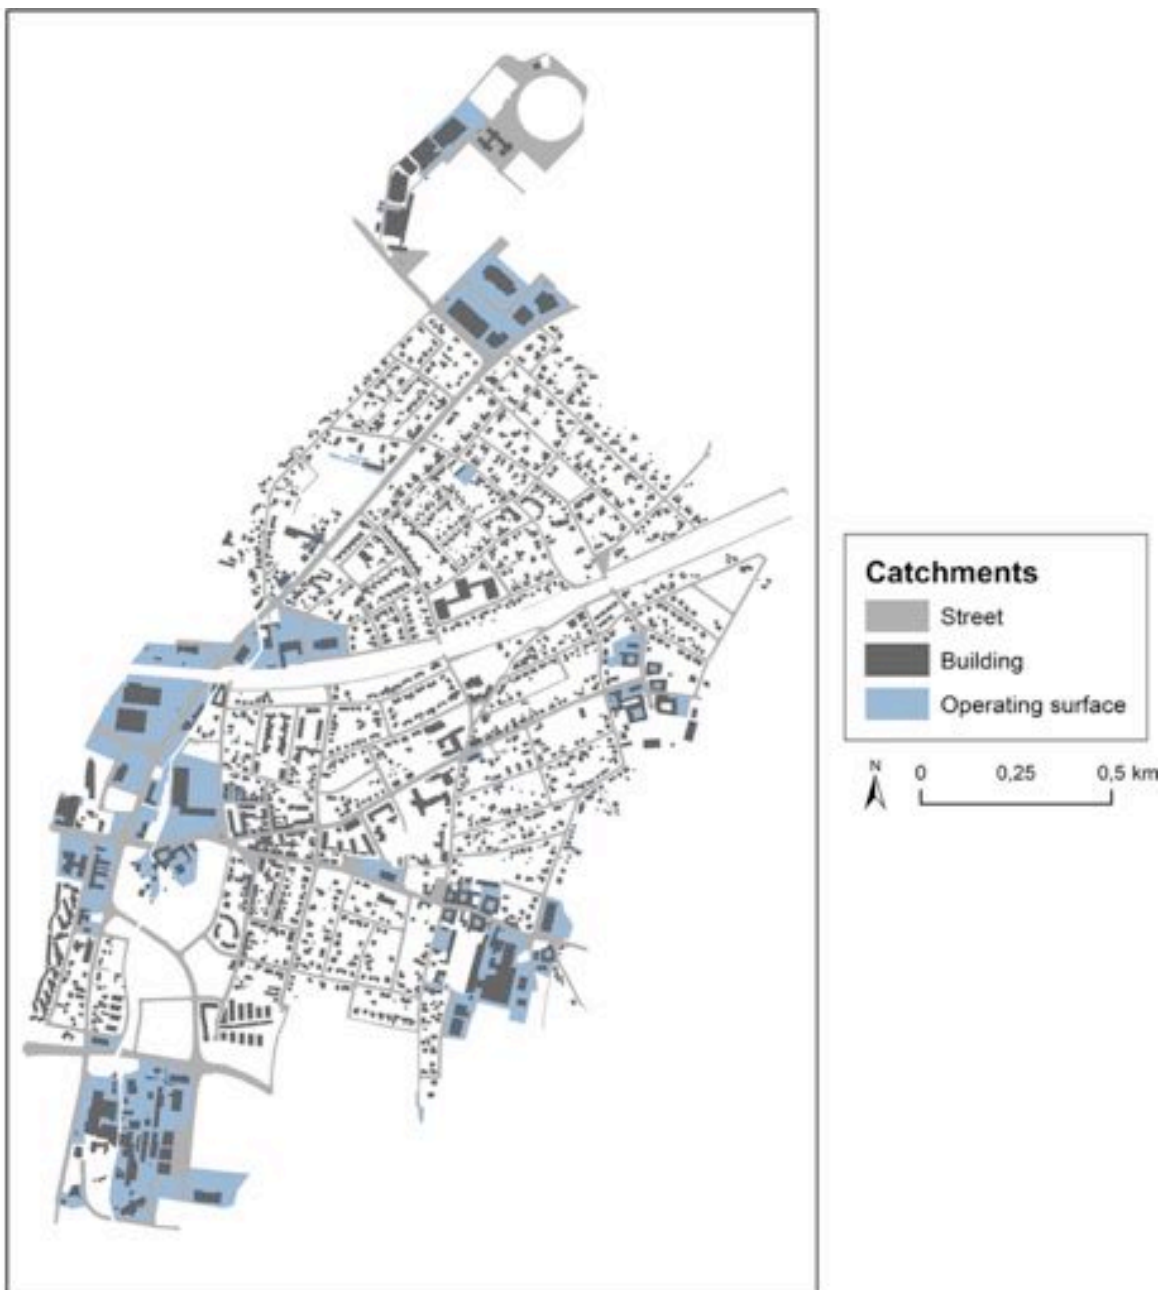 Catchments
Street
Building
Operating surface
N
0 0,25 0,5 km